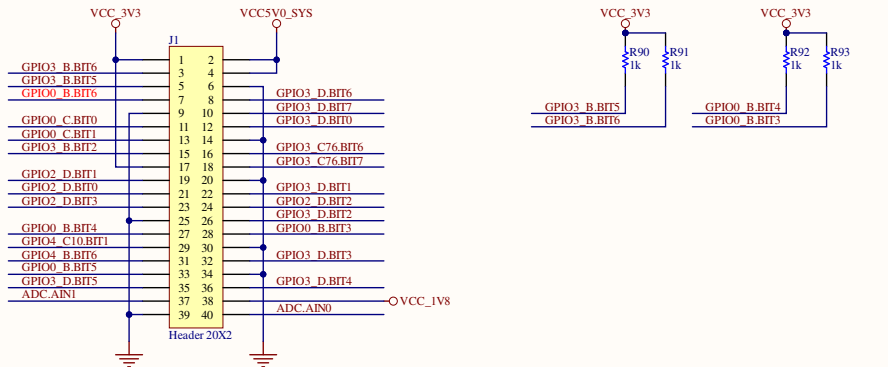 VCC_3V3 VCC5V0_SYS VCC_3V3 VCC_3V3
J1
R90 R91 R92 R93
1k 1k 1k 1k
1 2
GPIO3_B.BIT6 3 4
GPIO3_B.BIT5 5 6
GPIO0_B.BIT6 7 8 GPIO3_D.BIT6
9 10 GPIO3_D.BIT7
GPIO0_C.BIT0 11 12 GPIO3_D.BIT0
GPIO0_C.BIT1 13 14
GPIO3_B.BIT2 15 16 GPIO3_C76.BIT6
17 18 GPIO3_C76.BIT7
GPIO2_D.BIT1 19 20
GPIO2_D.BIT0 21 22 GPIO3_D.BIT1
GPIO2_D.BIT3 23 24 GPIO2_D.BIT2
25 26 GPIO3_D.BIT2
GPIO0_B.BIT4 27 28 GPIO0_B.BIT3
GPIO4_C10.BIT1 29 30
GPIO4_B.BIT6 31 32 GPIO3_D.BIT3
GPIO0_B.BIT5 33 34
GPIO3_D.BIT5 35 36 GPIO3_D.BIT4
ADC.AIN1 37 38 VCC_1V8
39 40 ADC.AIN0
Header 20X2
GPIO3_B.BIT5 GPIO0_B.BIT4
GPIO3_B.BIT6 GPIO0_B.BIT3